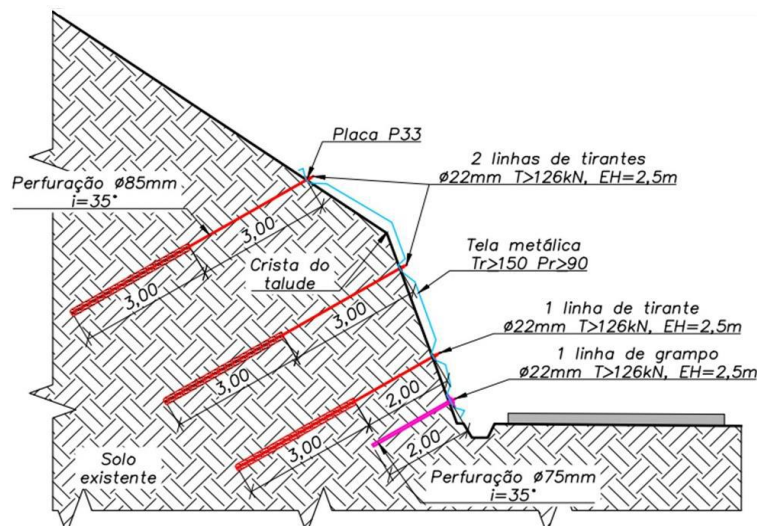 Placa P33
2 linhas de tirantes
ø22mm T>126kN, EH=2,5m
Perfuração ø85mm
i=35°
3,00
3,00
Crista do
talude
Tela metálica
Tr>150 Pr>90
3,00
3,00
1 linha de tirante
ø22mm T>126kN, EH=2,5m
1 linha de grampo
ø22mm T>126kN, EH=2,5m
2,00
3,00
2,00
Solo
existente
Perfuração ø75mm
i=35°